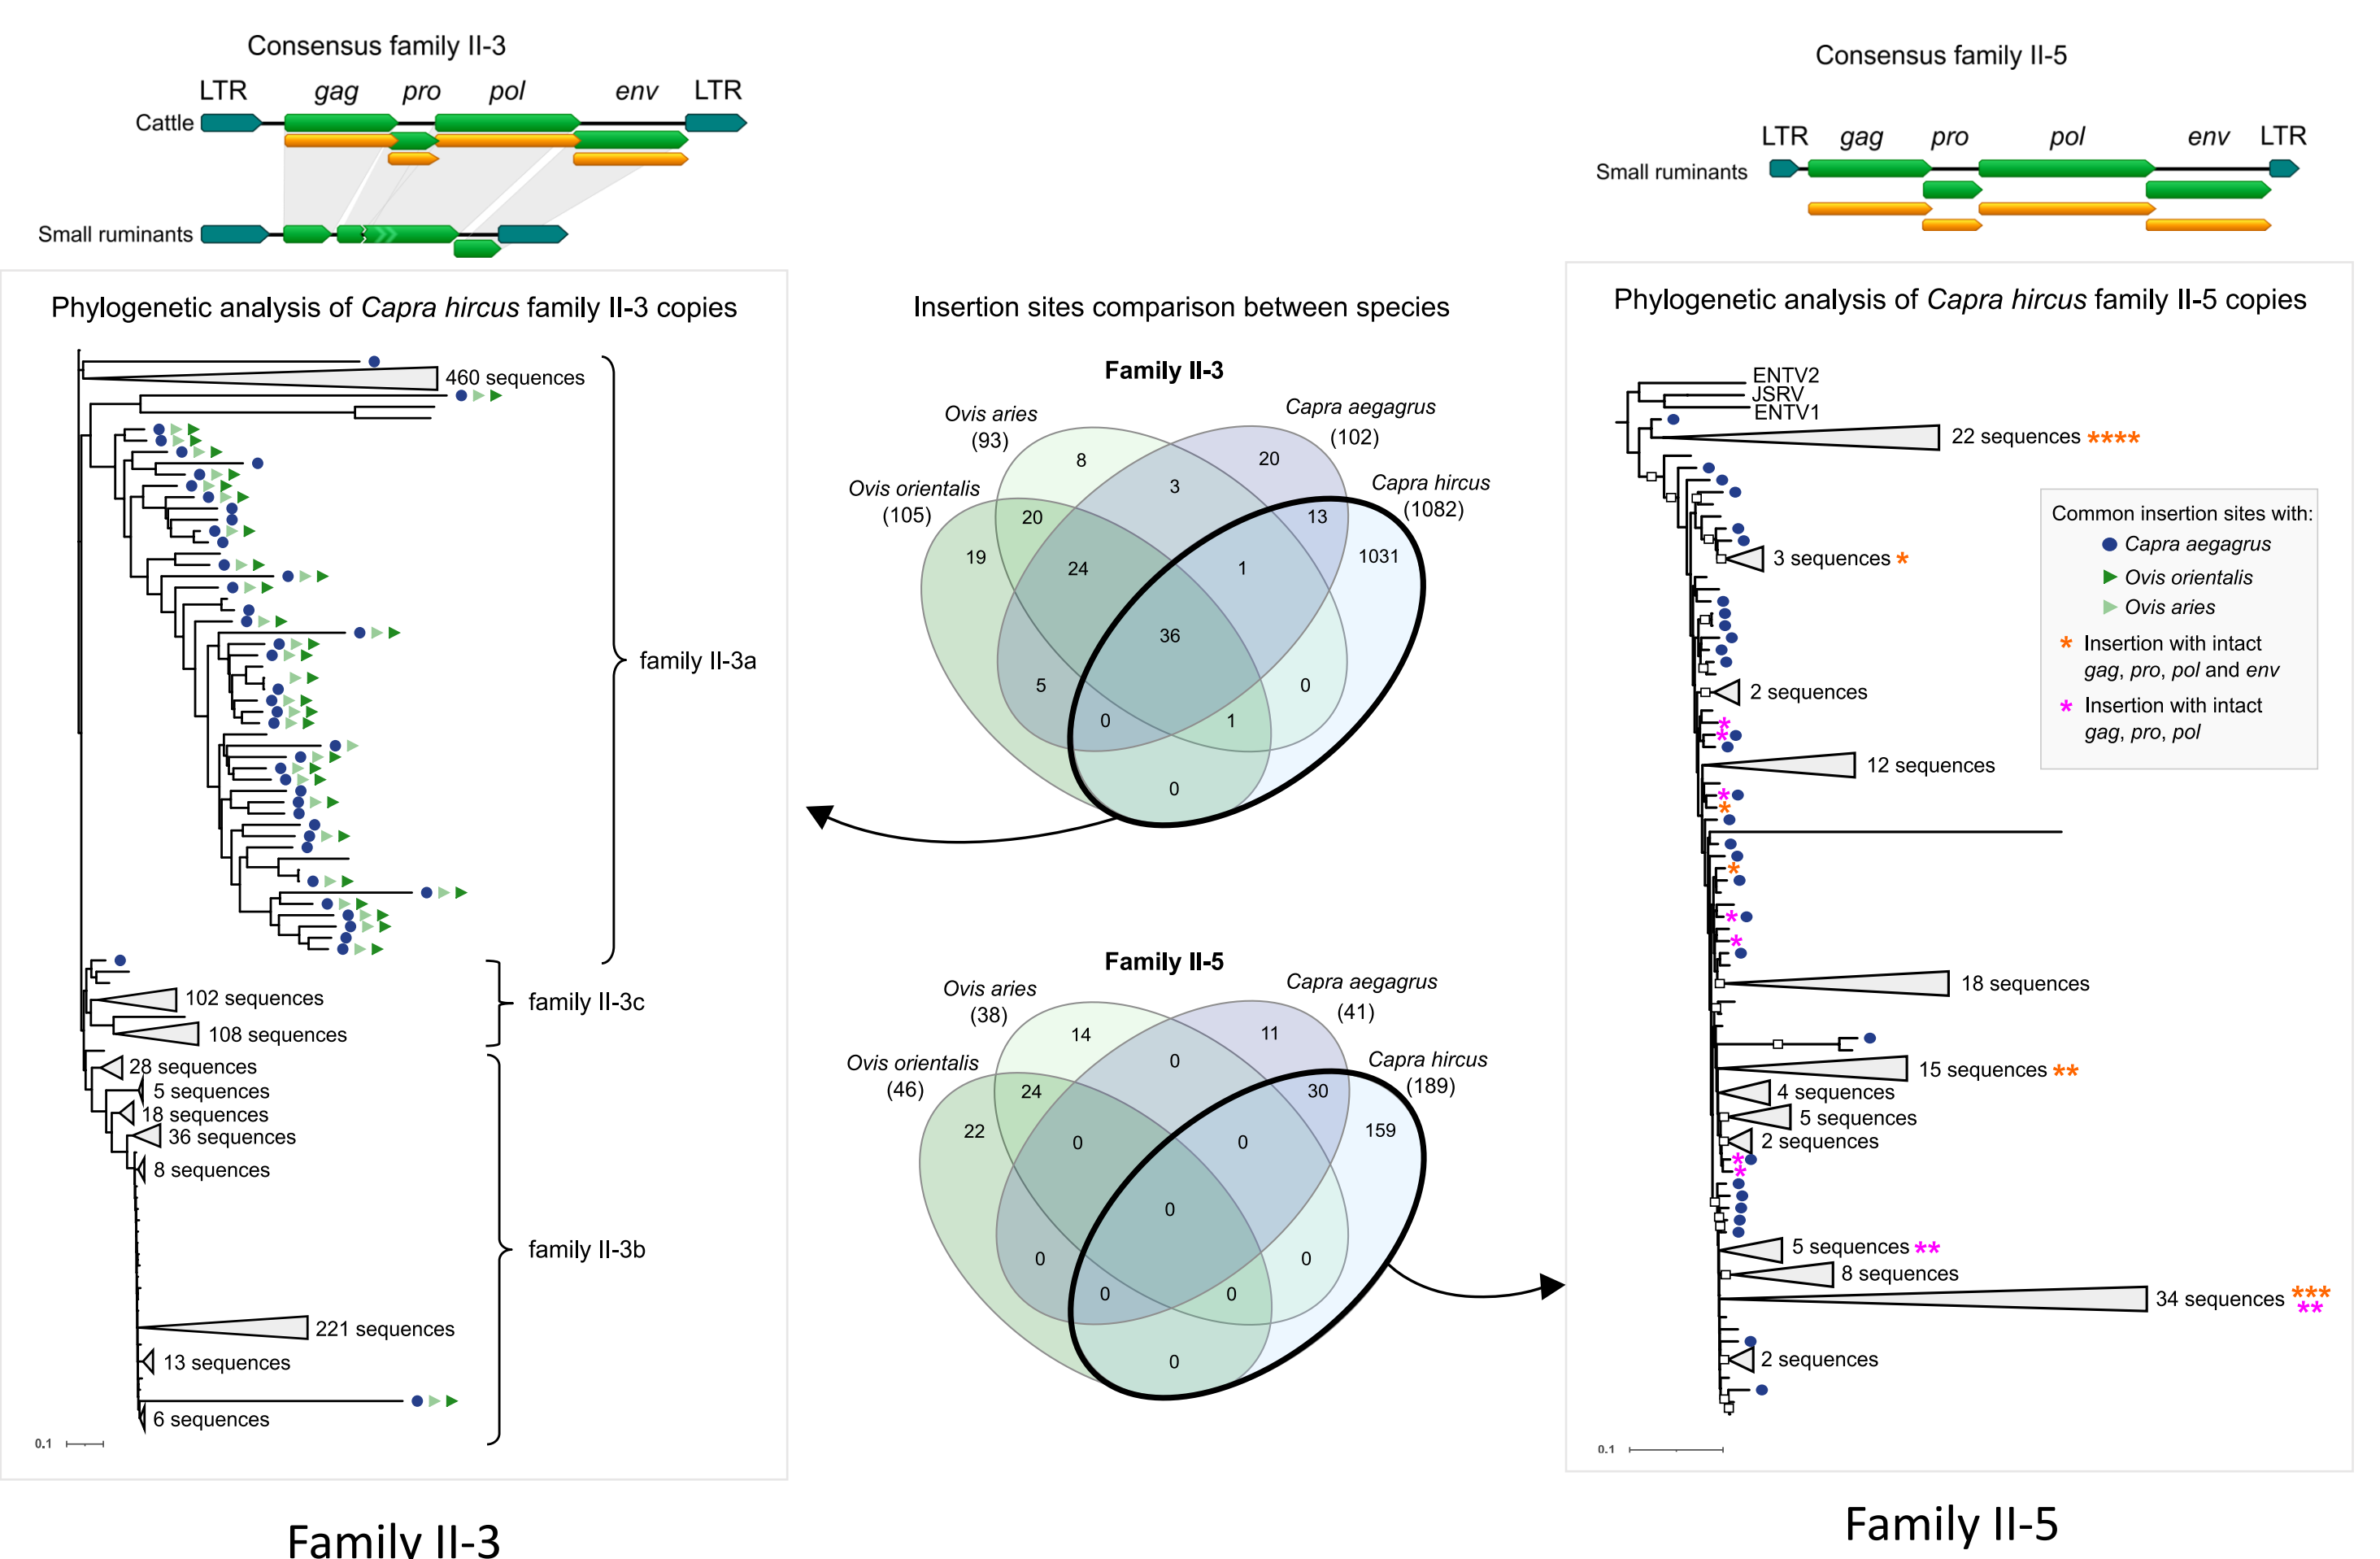 Consensus family II-3
LTR gag pro pol env LTR
Cattle
Small ruminants
Phylogenetic analysis of Capra hircus family II-3 copies
460 sequences
family II-3a
102 sequences
108 sequences
family II-3c
28 sequences
5 sequences
18 sequences
36 sequences
8 sequences
family II-3b
221 sequences
13 sequences
6 sequences
0.1
Family II-3
Insertion sites comparison between species
Family II-3
Ovis aries
(93)
Capra aegagrus
(102)
Ovis orientalis
(105)
Capra hircus
(1082)
8
20
3
20
13
19
24
1
1031
36
5
0
0
1
0
Family II-5
Ovis aries
(38)
Capra aegagrus
(41)
Ovis orientalis
(46)
Capra hircus
(189)
14
11
0
24
30
22
0
0
159
0
0
0
0
0
0
Consensus family II-5
LTR gag pro pol env LTR
Small ruminants
Phylogenetic analysis of Capra hircus family II-5 copies
ENTV2
JSRV
ENTV1
22 sequences ****
3 sequences *
2 sequences
*
*
12 sequences
*
*
*
*
*
18 sequences
15 sequences **
4 sequences
5 sequences
2 sequences
*
*
5 sequences **
8 sequences
34 sequences ***
**
2 sequences
0.1
Common insertion sites with:
Capra aegagrus
Ovis orientalis
Ovis aries
* Insertion with intact
gag, pro, pol and env
* Insertion with intact
gag, pro, pol
Family II-5